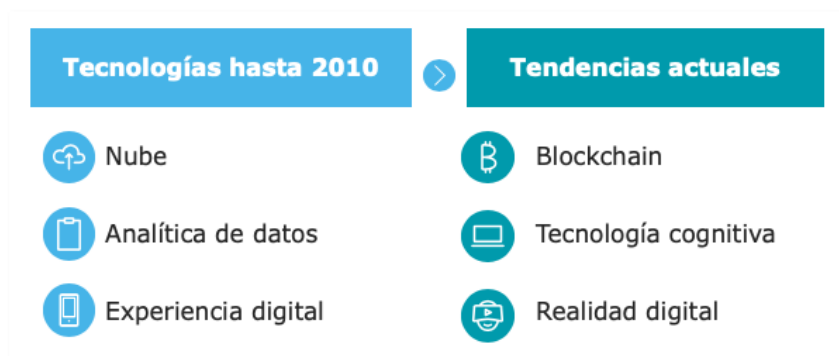 Tecnologías hasta 2010
Tendencias actuales
Nube
Blockchain
Analítica de datos
Tecnología cognitiva
Experiencia digital
Realidad digital